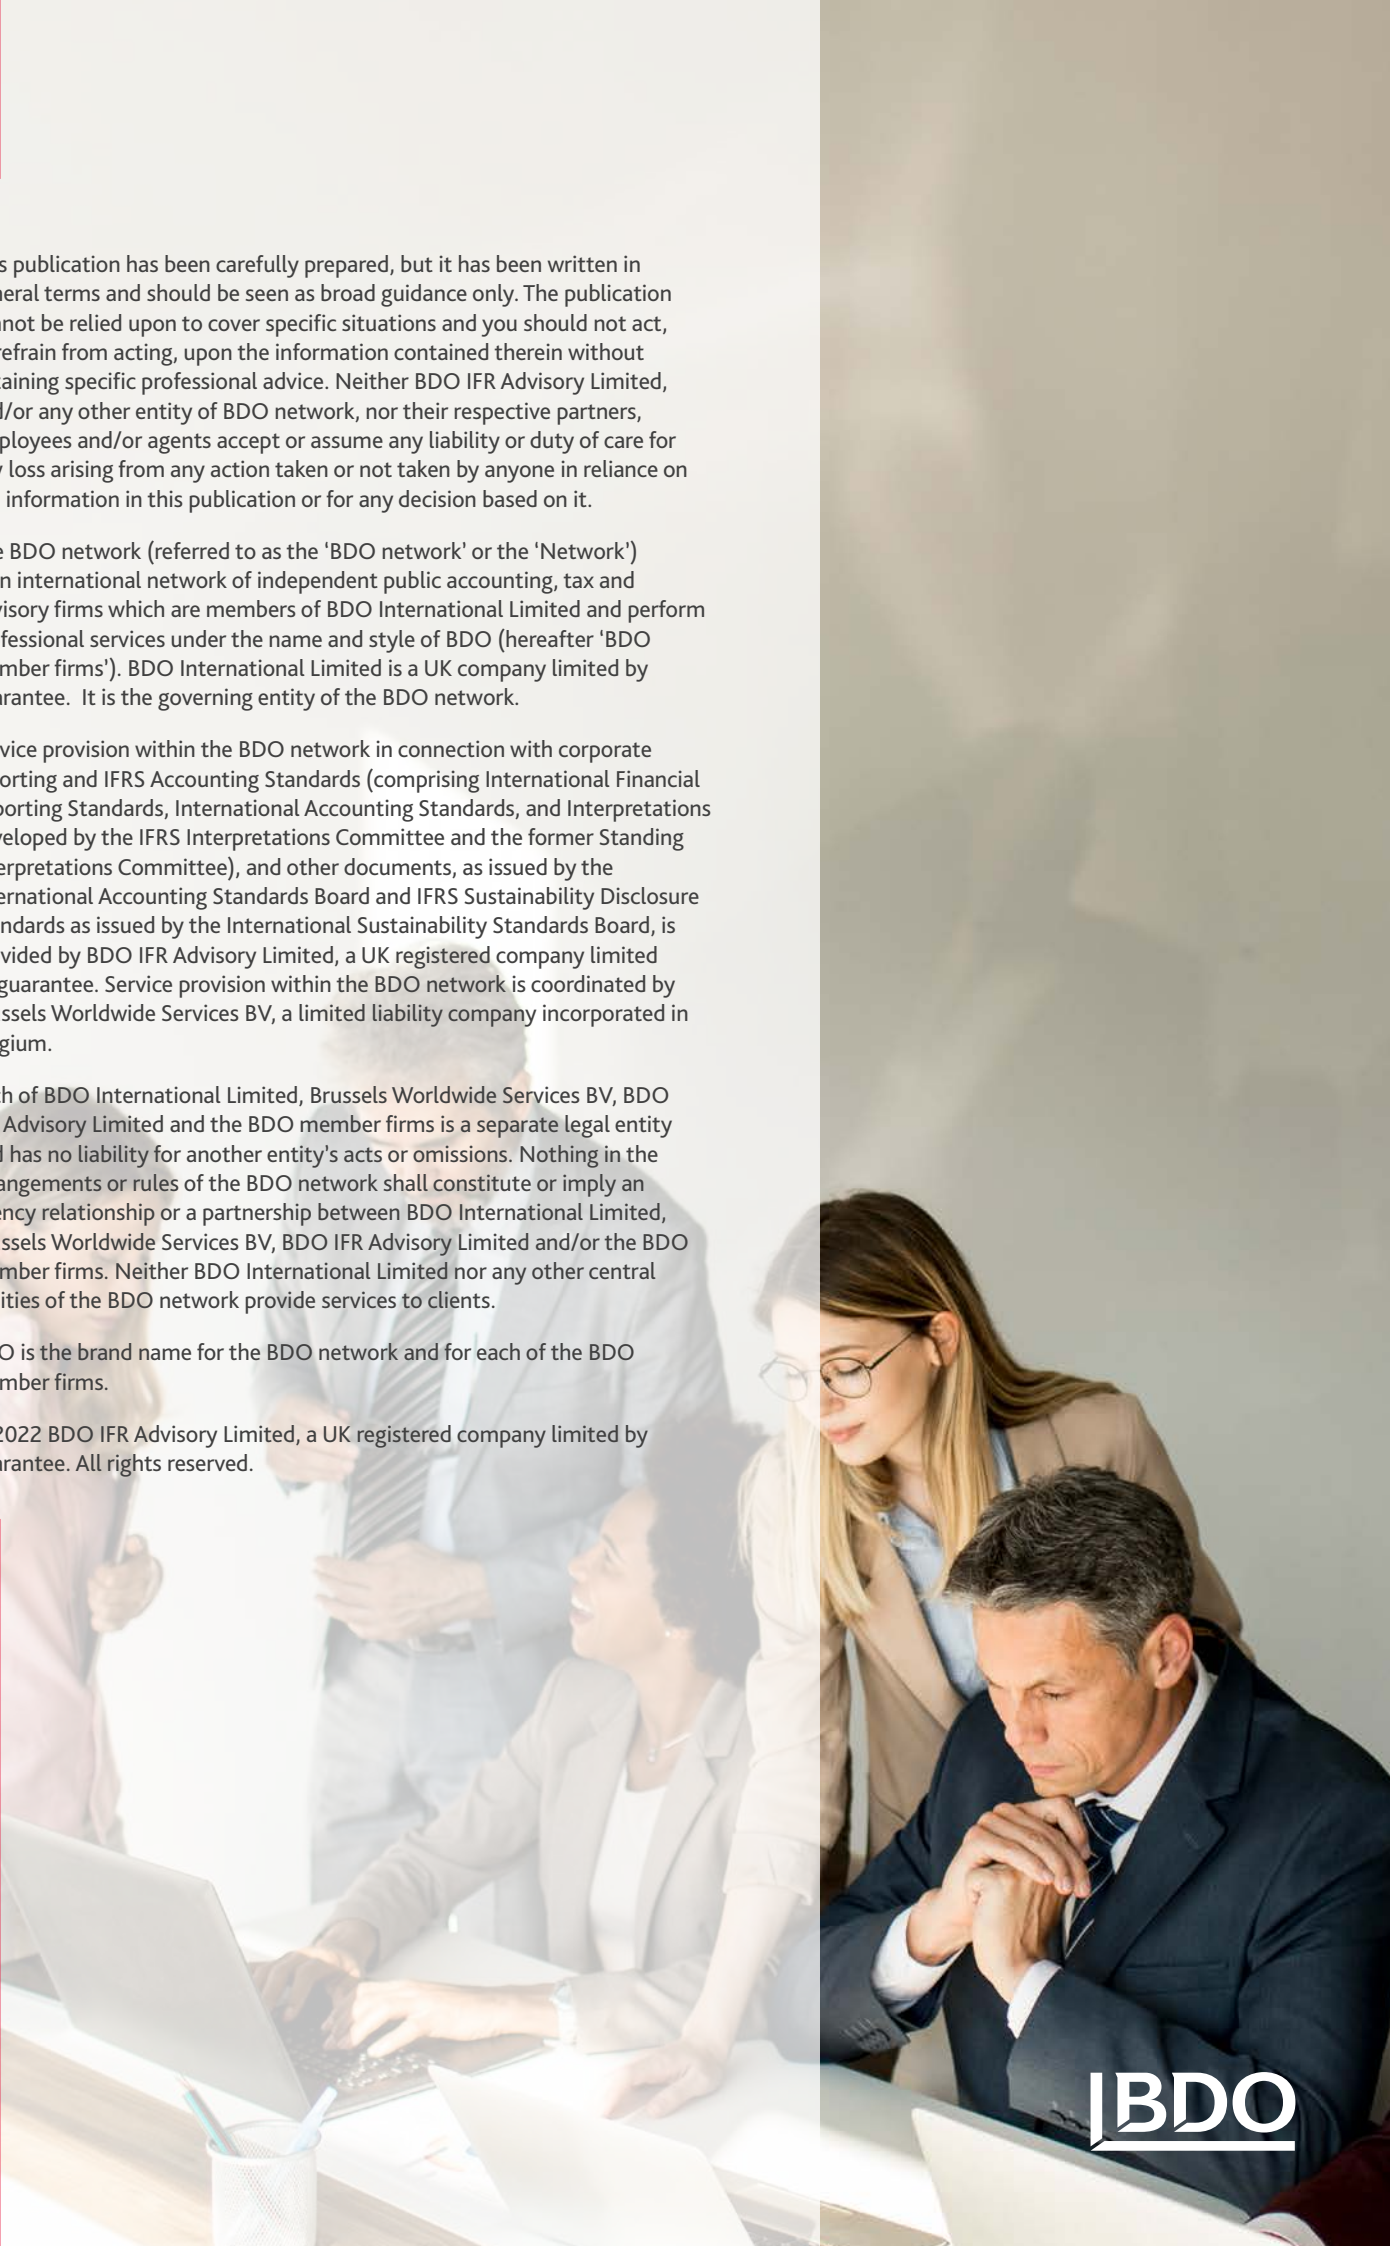 s publication has been carefully prepared, but it has been written in
neral terms and should be seen as broad guidance only. The publication
nnot be relied upon to cover specific situations and you should not act,
refrain from acting, upon the information contained therein without
taining specific professional advice. Neither BDO IFR Advisory Limited,
d/or any other entity of BDO network, nor their respective partners,
ployees and/or agents accept or assume any liability or duty of care for
y loss arising from any action taken or not taken by anyone in reliance on
information in this publication or for any decision based on it.
e BDO network (referred to as the ‘BDO network’ or the ‘Network’)
n international network of independent public accounting, tax and
visory firms which are members of BDO International Limited and perform
fessional services under the name and style of BDO (hereafter ‘BDO
mber firms’). BDO International Limited is a UK company limited by
arantee. It is the governing entity of the BDO network.
vice provision within the BDO network in connection with corporate
orting and IFRS Accounting Standards (comprising International Financial
porting Standards, International Accounting Standards, and Interpretations
veloped by the IFRS Interpretations Committee and the former Standing
erpretations Committee), and other documents, as issued by the
ernational Accounting Standards Board and IFRS Sustainability Disclosure
ndards as issued by the International Sustainability Standards Board, is
vided by BDO IFR Advisory Limited, a UK registered company limited
guarantee. Service provision within the BDO network is coordinated by
ssels Worldwide Services BV, a limited liability company incorporated in
gium.
ch of BDO International Limited, Brussels Worldwide Services BV, BDO
Advisory Limited and the BDO member firms is a separate legal entity
d has no liability for another entity's acts or omissions. Nothing in the
angements or rules of the BDO network shall constitute or imply an
ency relationship or a partnership between BDO International Limited,
ssels Worldwide Services BV, BDO IFR Advisory Limited and/or the BDO
mber firms. Neither BDO International Limited nor any other central
ities of the BDO network provide services to clients.
O is the brand name for the BDO network and for each of the BDO
mber firms.
2022 BDO IFR Advisory Limited, a UK registered company limited by
arantee. All rights reserved.
BDO